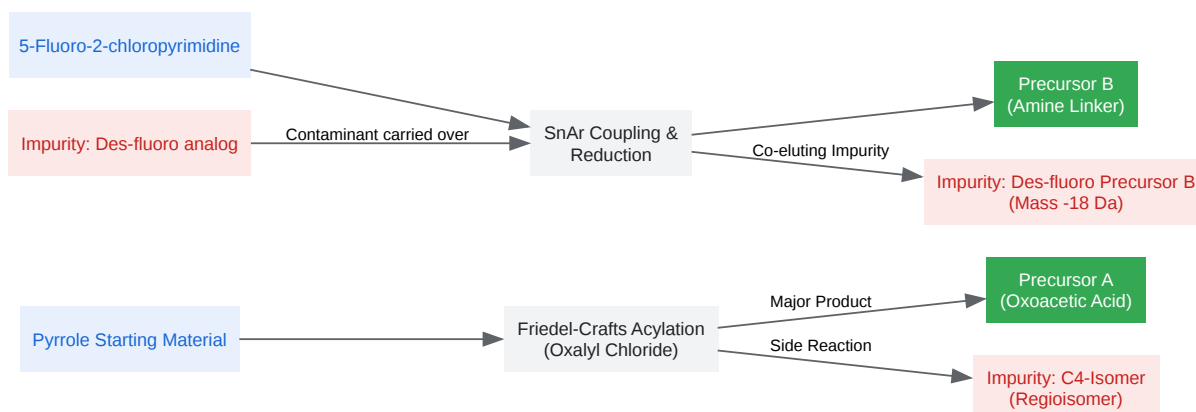 5-Fluoro-2-chloropyrimidine
Impurity: Des-fluoro analog
Contaminant carried over
SnAr Coupling &
Reduction
Precursor B
(Amine Linker)
Co-eluting Impurity
Impurity: Des-fluoro Precursor B
(Mass -18 Da)
Pyrrole Starting Material
Friedel-Crafts Acylation
(Oxalyl Chloride)
Major Product
Precursor A
(Oxoacetic Acid)
Side Reaction
Impurity: C4-Isomer
(Regioisomer)